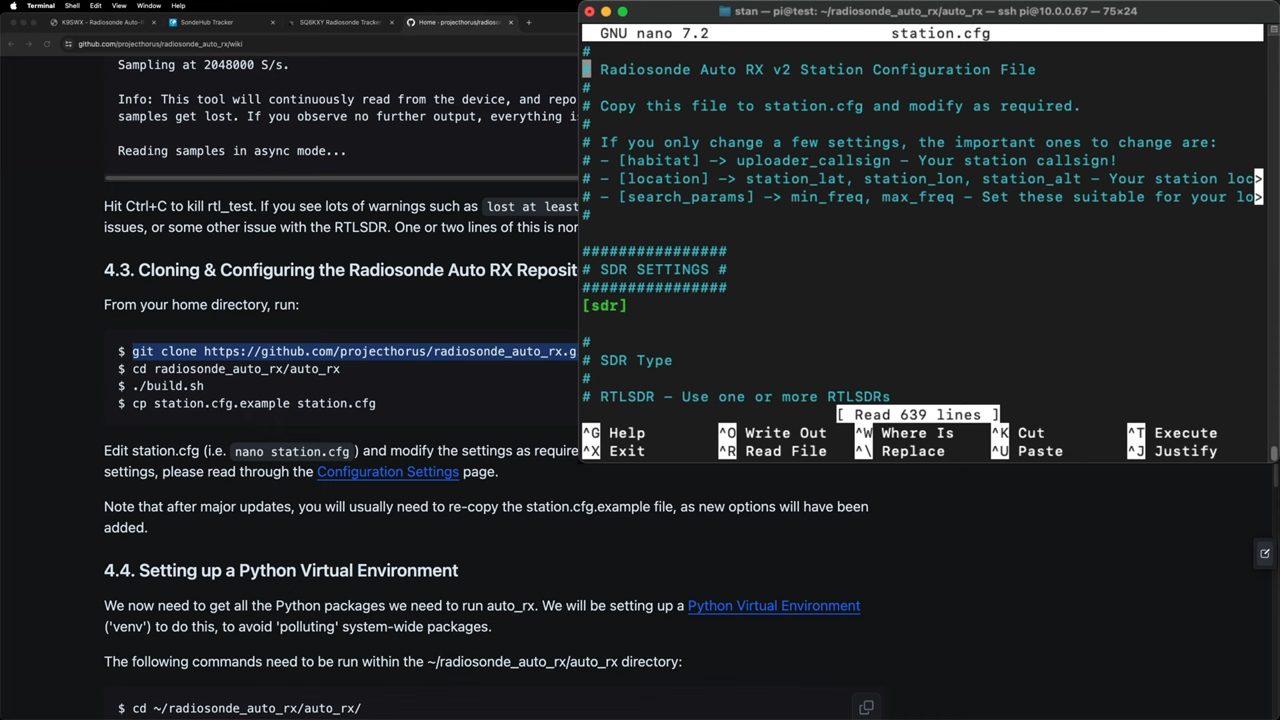 Terminal Shell Edit View Window Help
K9SWX - Radiosonde Auto-R
SondeHub Tracker
SQ6KXY Radiosonde Tracke
Home · projecthorus/radioso
github.com/projecthorus/radiosonde_auto_rx/wiki
Sampling at 2048000 S/s.
Info: This tool will continuously read from the device, and repo
samples get lost. If you observe no further output, everything i
Reading samples in async mode...
Hit Ctrl+C to kill rtl_test. If you see lots of warnings such as lost at least
issues, or some other issue with the RTLSDR. One or two lines of this is nor
4.3. Cloning & Configuring the Radiosonde Auto RX Reposit
From your home directory, run:
$ git clone https://github.com/projecthorus/radiosonde_auto_rx.g
$ cd radiosonde_auto_rx/auto_rx
$ ./build.sh
$ cp station.cfg.example station.cfg
Edit station.cfg (i.e. nano station.cfg ) and modify the settings as require
settings, please read through the Configuration Settings page.
Note that after major updates, you will usually need to re-copy the station.cfg.example file, as new options will have been
added.
4.4. Setting up a Python Virtual Environment
We now need to get all the Python packages we need to run auto_rx. We will be setting up a Python Virtual Environment
('venv') to do this, to avoid 'polluting' system-wide packages.
The following commands need to be run within the ~/radiosonde_auto_rx/auto_rx directory:
$ cd ~/radiosonde_auto_rx/auto_rx/
stan — pi@test: ~/radiosonde_auto_rx/auto_rx — ssh pi@10.0.0.67 — 75×24
GNU nano 7.2 station.cfg
#
# Radiosonde Auto RX v2 Station Configuration File
#
# Copy this file to station.cfg and modify as required.
#
# If you only change a few settings, the important ones to change are:
# - [habitat] -> uploader_callsign - Your station callsign!
# - [location] -> station_lat, station_lon, station_alt - Your station loc>
# - [search_params] -> min_freq, max_freq - Set these suitable for your lo>
#
################
# SDR SETTINGS #
################
[sdr]
#
# SDR Type
#
# RTLSDR - Use one or more RTLSDRs
[ Read 639 lines ]
^G Help ^O Write Out ^W Where Is ^K Cut ^T Execute
^X Exit ^R Read File ^\ Replace ^U Paste ^J Justify